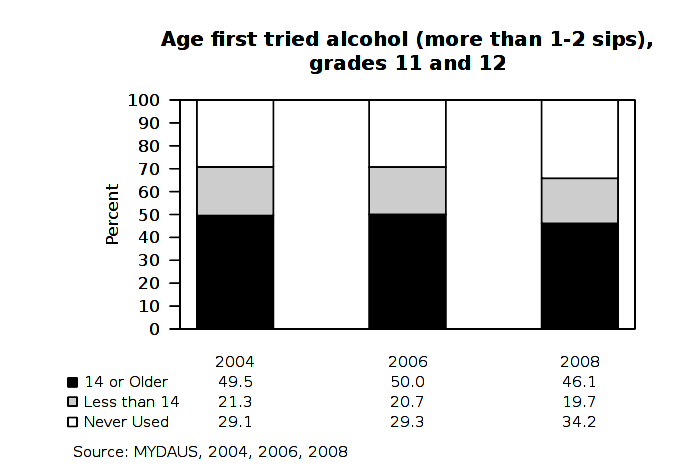 Age first tried alcohol (more than 1-2 sips),
grades 11 and 12
Percent
100
90
80
70
60
50
40
30
20
10
0
2004 2006 2008
14 or Older 49.5 50.0 46.1
Less than 14 21.3 20.7 19.7
Never Used 29.1 29.3 34.2
Source: MYDAUS, 2004, 2006, 2008